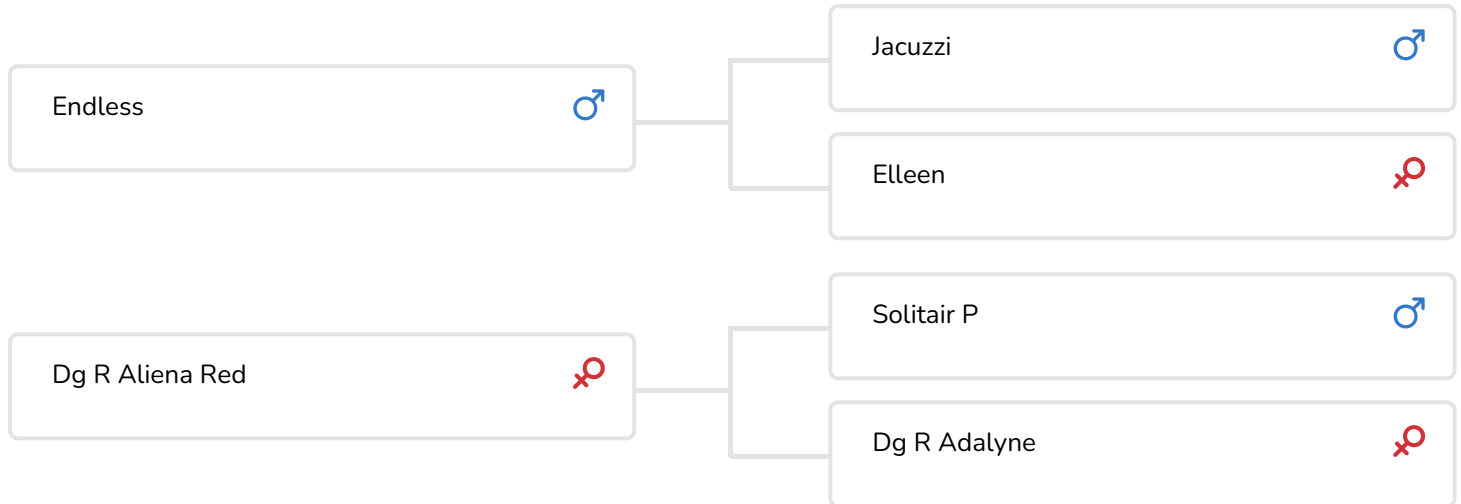 Endless
Jacuzzi
Elleen
Dg R Aliena Red
Solitair P
Dg R Adalyne